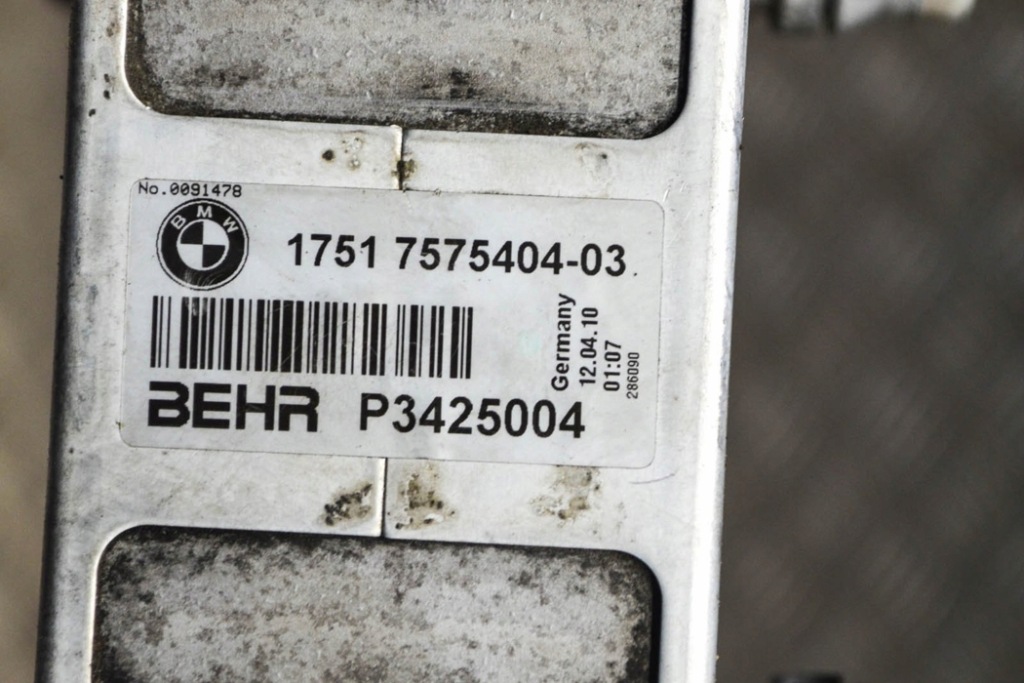 No.0091478
BMW
1751 7575404-03
Germany
12.04.10
01:07
286090
BEHR P3425004